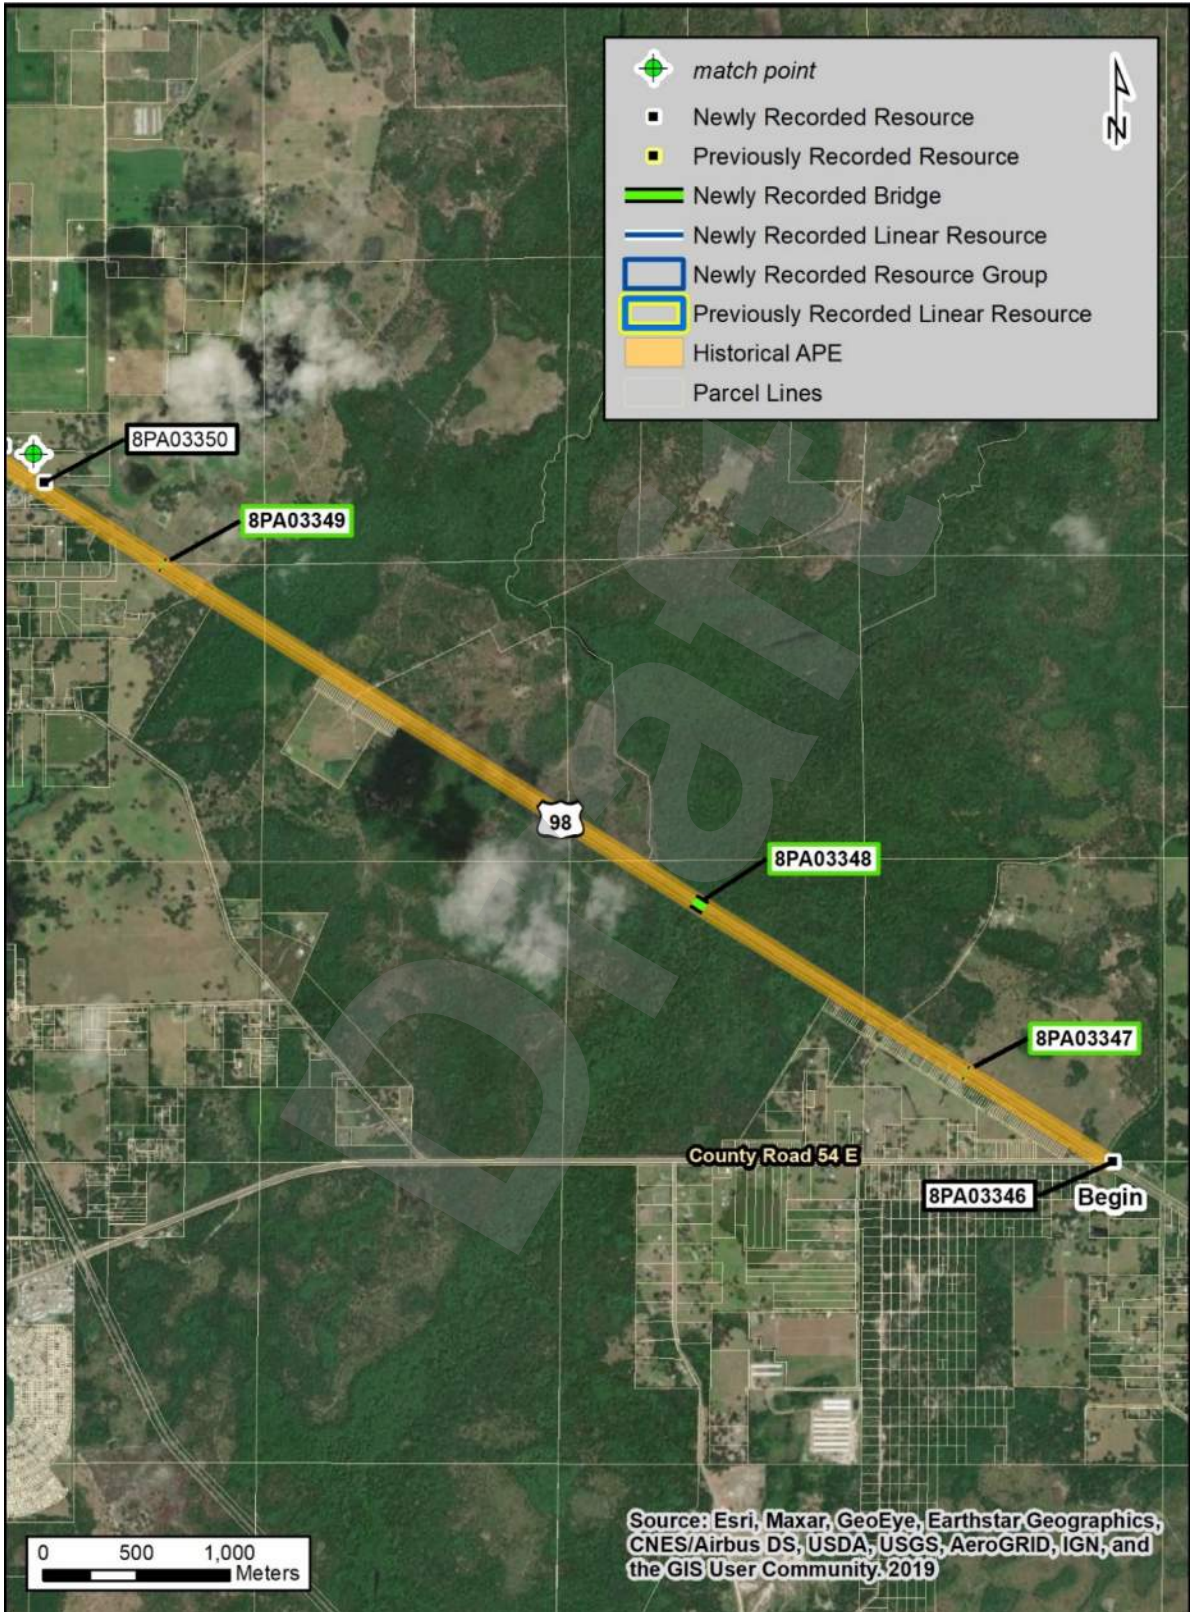 match point
N
Newly Recorded Resource
Previously Recorded Resource
Newly Recorded Bridge
Newly Recorded Linear Resource
Newly Recorded Resource Group
Previously Recorded Linear Resource
Historical APE
Parcel Lines
8PA03350
8PA03349
98
8PA03348
8PA03347
County Road 54 E
8PA03346
Begin
Draft
Source: Esri, Maxar, GeoEye, Earthstar Geographics,
CNES/Airbus DS, USDA, USGS, AeroGRID, IGN, and
the GIS User Community. 2019
0 500 1,000
Meters